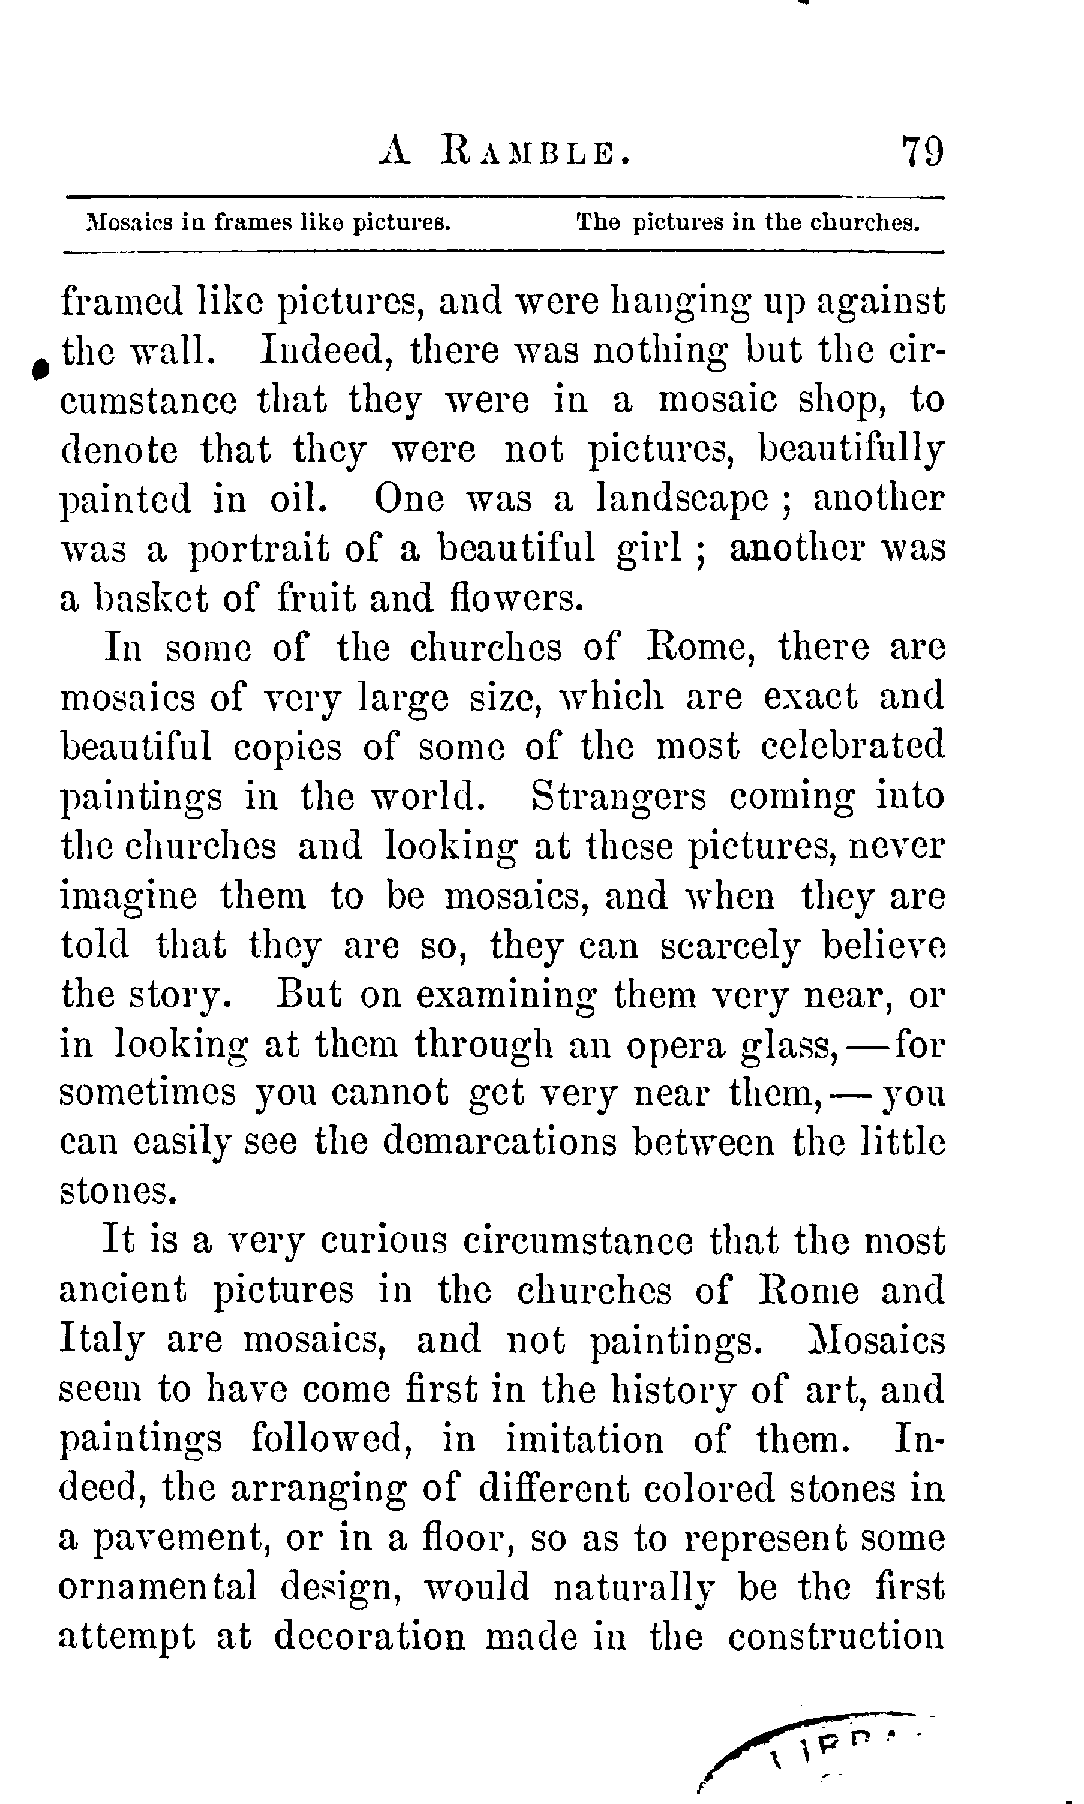 A RAMBLE. 79
Mosaics in frames like pictures. The pictures in the churches.
framed like pictures, and were hanging up against
the wall. Indeed, there was nothing but the cir-
cumstance that they were in a mosaic shop, to
denote that they were not pictures, beautifully
painted in oil. One was a landscape ; another
was a portrait of a beautiful girl ; another was
a basket of fruit and flowers.
In some of the churches of Rome, there are
mosaics of very large size, which are exact and
beautiful copies of some of the most celebrated
paintings in the world. Strangers coming into
the churches and looking at these pictures, never
imagine them to be mosaics, and when they are
told that they are so, they can scarcely believe
the story. But on examining them very near, or
in looking at them through an opera glass,—for
sometimes you cannot get very near them,—you
can easily see the demarcations between the little
stones.
It is a very curious circumstance that the most
ancient pictures in the churches of Rome and
Italy are mosaics, and not paintings. Mosaics
seem to have come first in the history of art, and
paintings followed, in imitation of them. In-
deed, the arranging of different colored stones in
a pavement, or in a floor, so as to represent some
ornamental design, would naturally be the first
attempt at decoration made in the construction